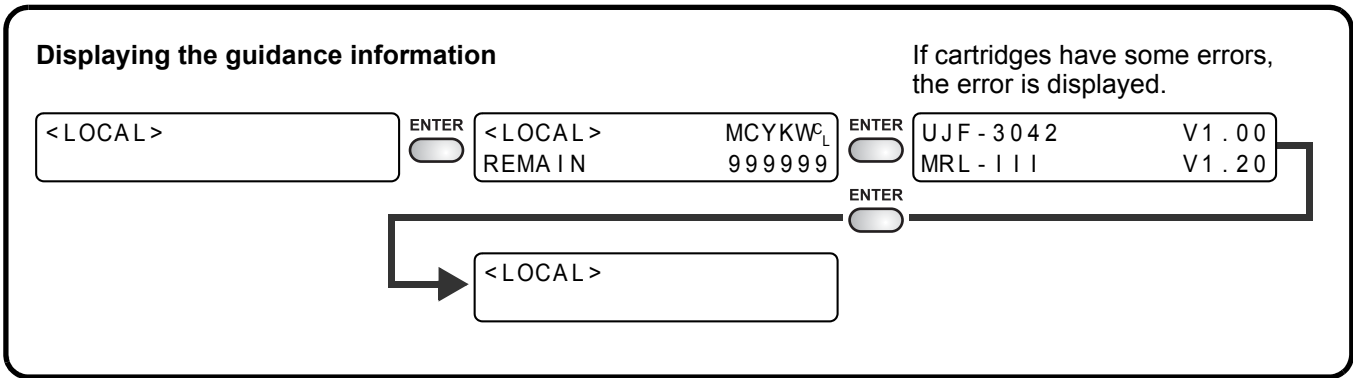 Displaying the guidance information
If cartridges have some errors,
the error is displayed.
<LOCAL>
ENTER
<LOCAL> MCYKWCL
REMAIN 999999
ENTER
UJF-3042 V1.00
MRL-III V1.20
ENTER
<LOCAL>